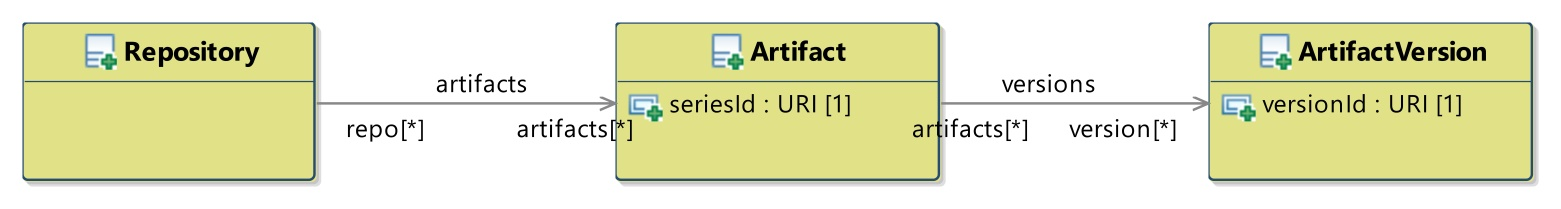 Repository
artifacts
repo[*]
artifacts[*]
Artifact
seriesId : URI [1]
versions
artifacts[*]
version[*]
ArtifactVersion
versionId : URI [1]